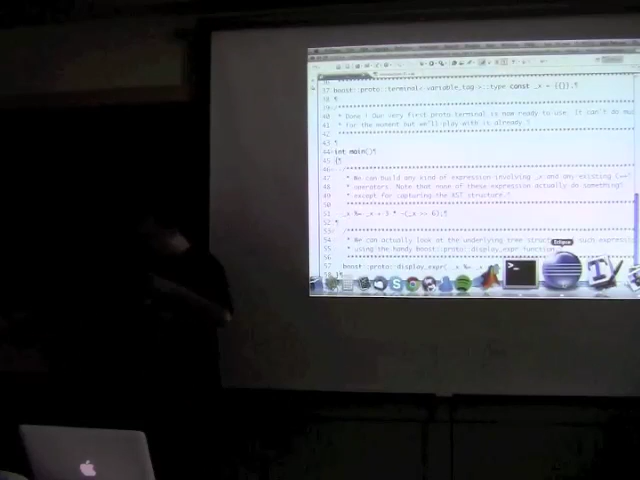 37 boost::proto::terminal< variable_tag >::type const _x = {{}};¶
38 ¶
39
40 * Done ! Our very first proto terminal is now ready to use. It can't do
41 * for the moment but we'll play with is already.¶
42
43
44 int main()¶
45 {¶
46
47 * We can build any kind of expression involving _x and any existing C++
48 * operators. Note that none of these expression actually do something!
49 * except for capturing the AST structure.¶
50
51 _x %= _x + 3 * -(_x >> 6);¶
52 ¶
53
54 * We can actually look at the underlying tree such
55 * using the handy boost::proto::display_expr function.
56
57 boost::proto::display_expr( _x %=
58 }¶
Eclipse